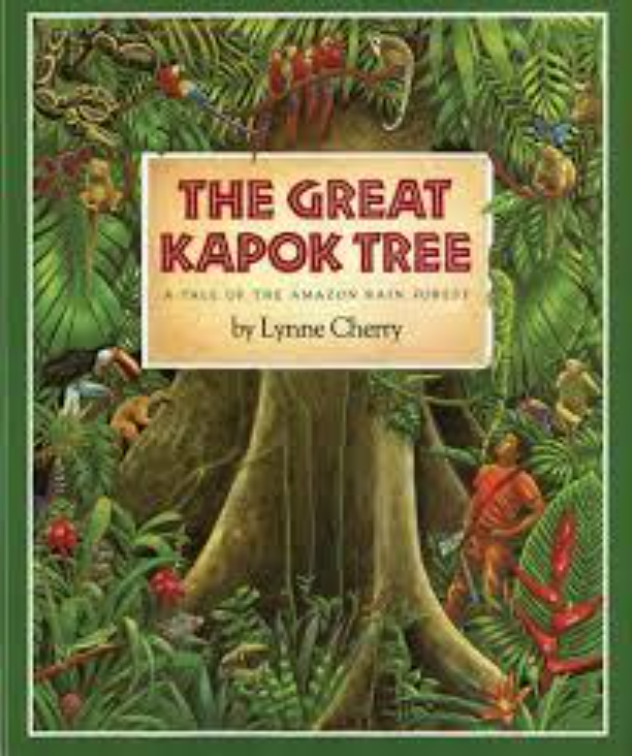 THE GREAT
KAPOK TREE
A TALE OF THE AMAZON RAIN FOREST
by Lynne Cherry